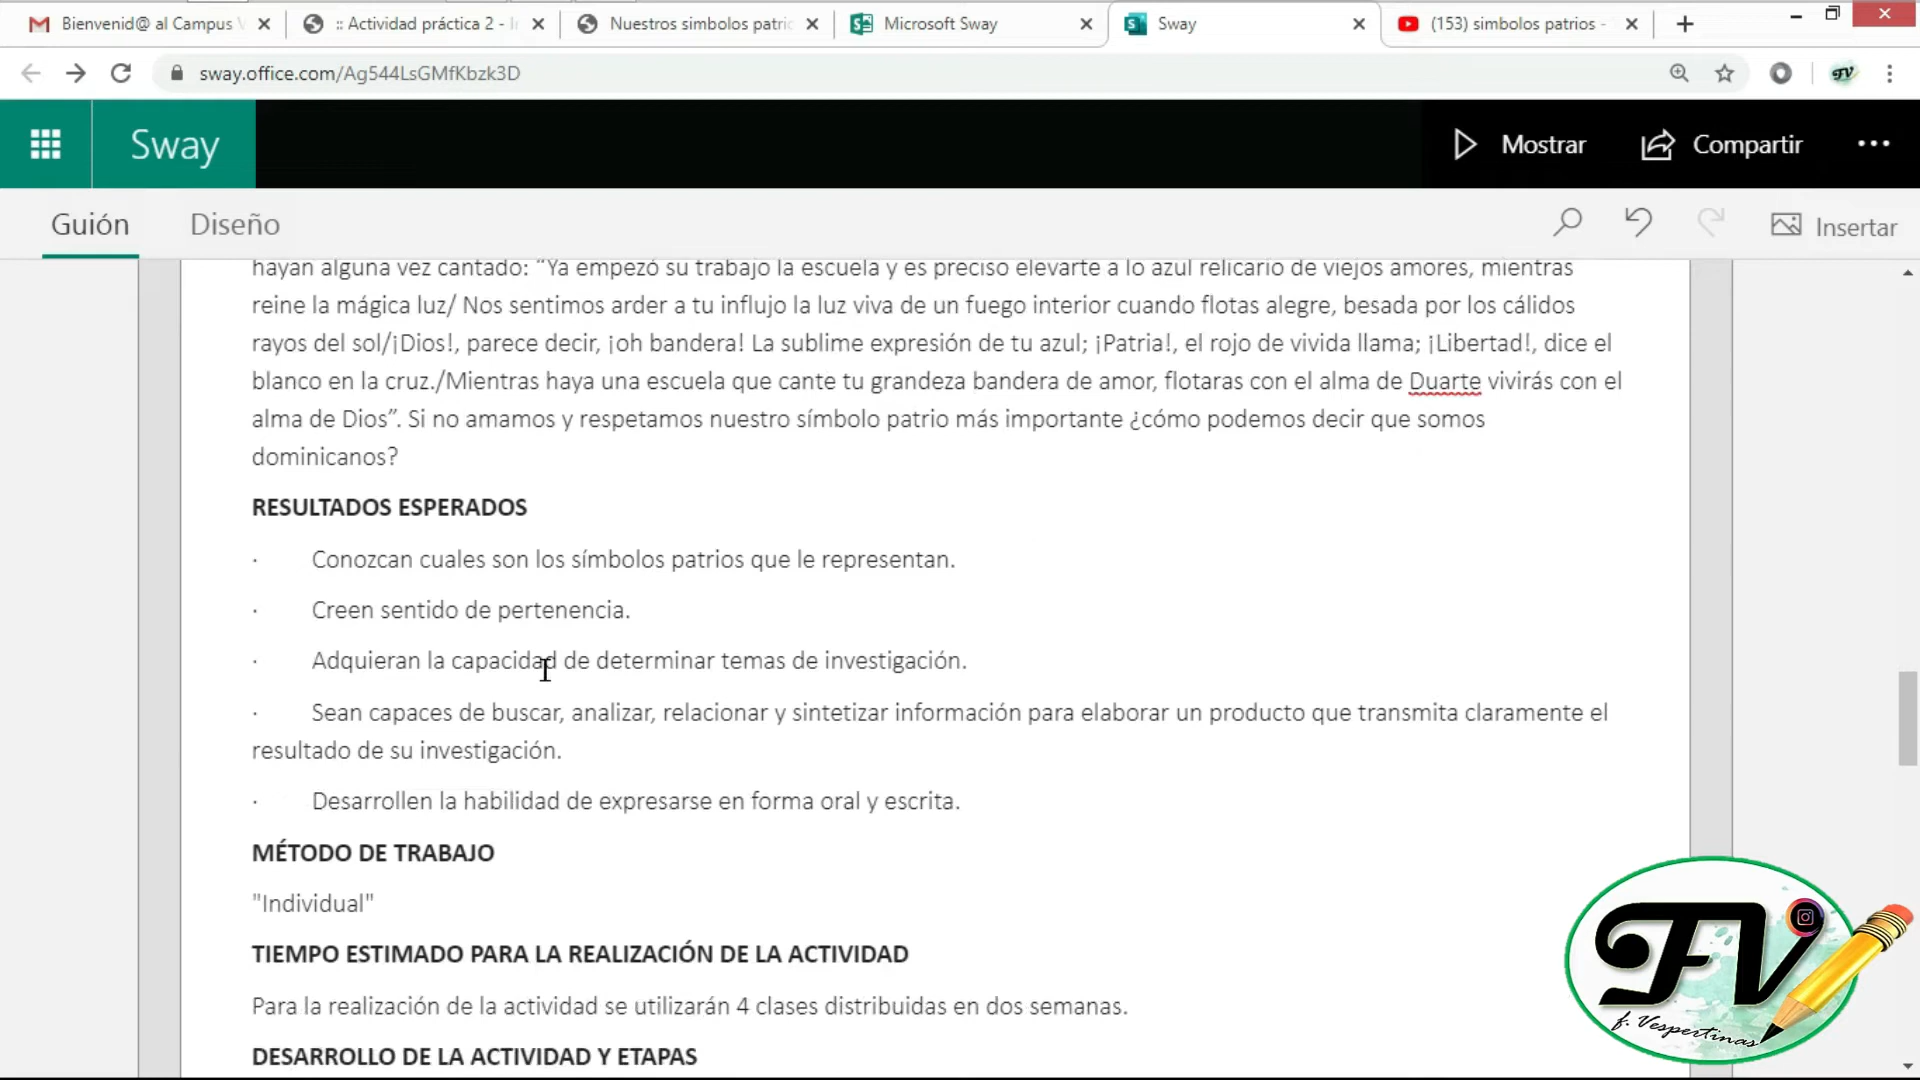 Bienvenid@ al Campus V
:: Actividad práctica 2 - I
Nuestros simbolos patric
Microsoft Sway
Sway
(153) simbolos patrios -
sway.office.com/Ag544LsGMfKbzk3D
Sway
Mostrar
Compartir
Guión
Diseño
Insertar
hayan alguna vez cantado: “Ya empezó su trabajo la escuela y es preciso elevarte a lo azul relicario de viejos amores, mientras
reine la mágica luz/ Nos sentimos arder a tu influjo la luz viva de un fuego interior cuando flotas alegre, besada por los cálidos
rayos del sol/¡Dios!, parece decir, ¡oh bandera! La sublime expresión de tu azul; ¡Patria!, el rojo de vivida llama; ¡Libertad!, dice el
blanco en la cruz./Mientras haya una escuela que cante tu grandeza bandera de amor, flotaras con el alma de Duarte vivirás con el
alma de Dios”. Si no amamos y respetamos nuestro símbolo patrio más importante ¿cómo podemos decir que somos
dominicanos?
RESULTADOS ESPERADOS
· Conozcan cuales son los símbolos patrios que le representan.
· Creen sentido de pertenencia.
· Adquieran la capacidad de determinar temas de investigación.
· Sean capaces de buscar, analizar, relacionar y sintetizar información para elaborar un producto que transmita claramente el
resultado de su investigación.
· Desarrollen la habilidad de expresarse en forma oral y escrita.
MÉTODO DE TRABAJO
"Individual"
TIEMPO ESTIMADO PARA LA REALIZACIÓN DE LA ACTIVIDAD
Para la realización de la actividad se utilizarán 4 clases distribuidas en dos semanas.
DESARROLLO DE LA ACTIVIDAD Y ETAPAS
FV
f. Vespertinas